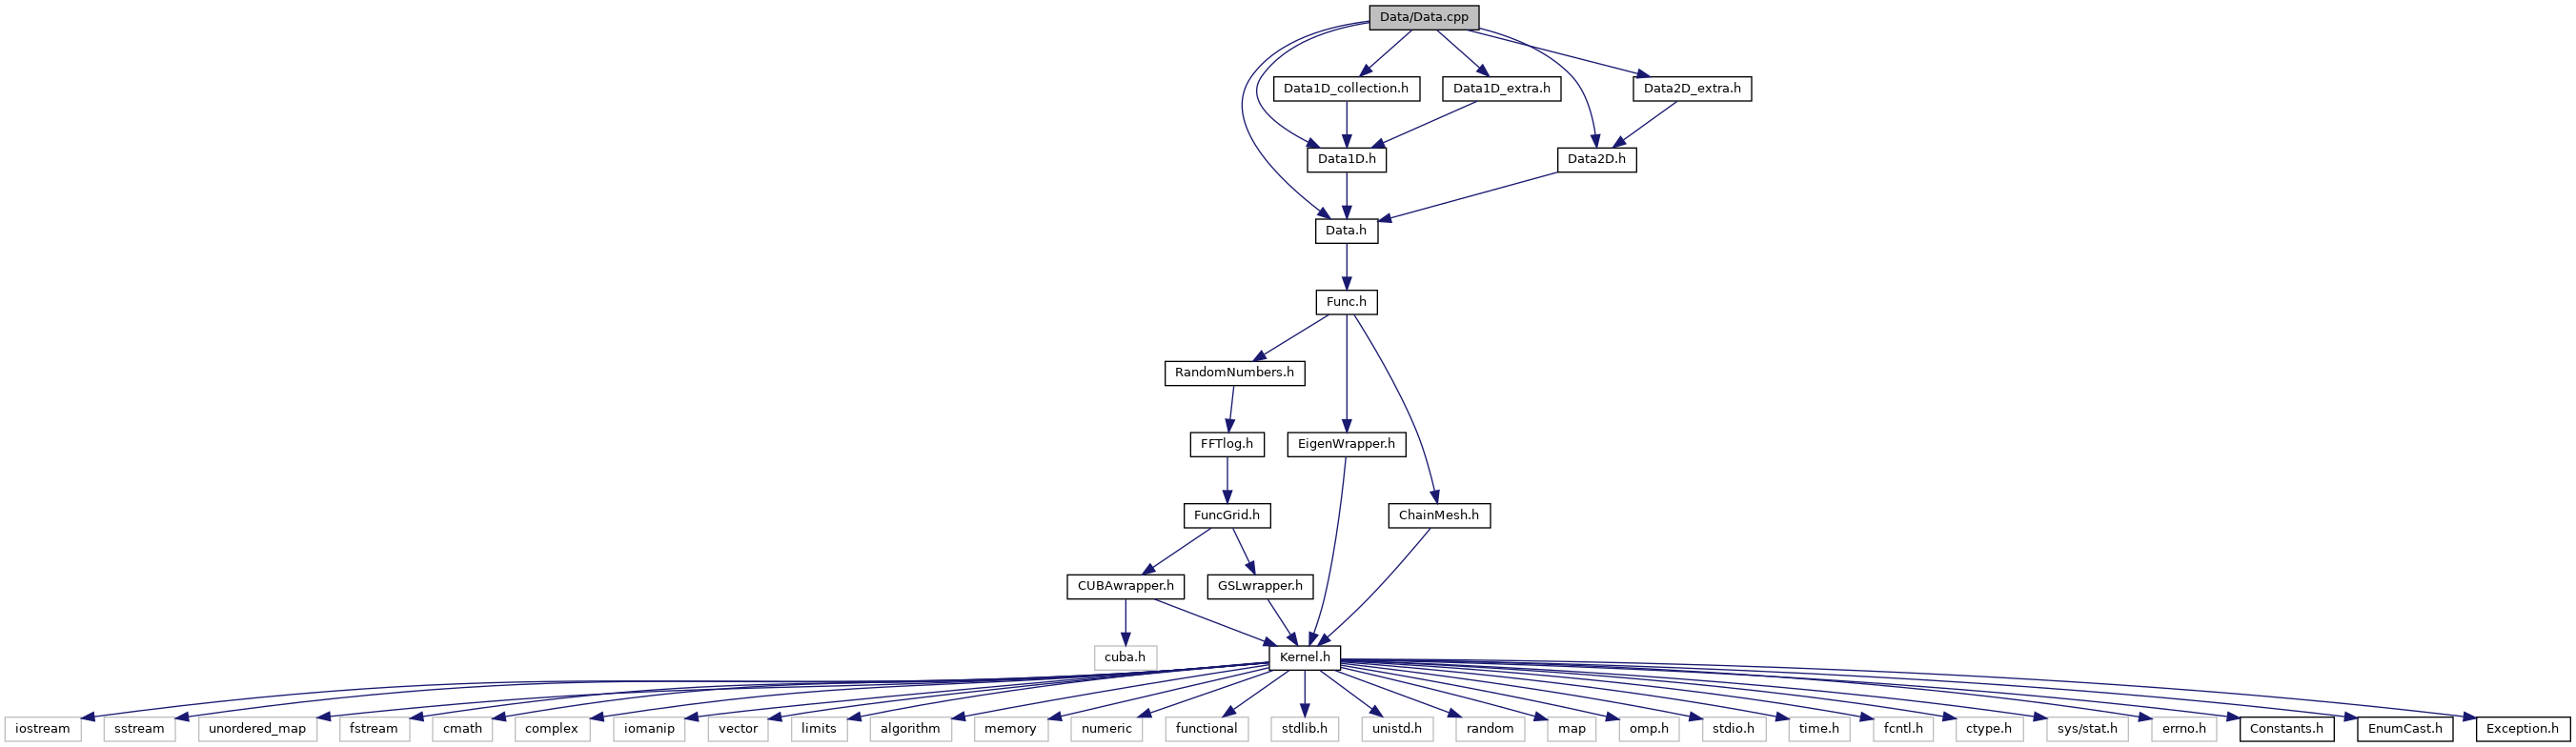 Data/Data.cpp
Data1D_collection.h
Data1D_extra.h
Data2D_extra.h
Data1D.h
Data2D.h
Data.h
Func.h
RandomNumbers.h
FFTlog.h
EigenWrapper.h
FuncGrid.h
ChainMesh.h
CUBAwrapper.h
GSLwrapper.h
cuba.h
Kernel.h
iostream
sstream
unordered_map
fstream
cmath
complex
iomanip
vector
limits
algorithm
memory
numeric
functional
stdlib.h
unistd.h
random
map
omp.h
stdio.h
time.h
fcntl.h
ctype.h
sys/stat.h
errno.h
Constants.h
EnumCast.h
Exception.h